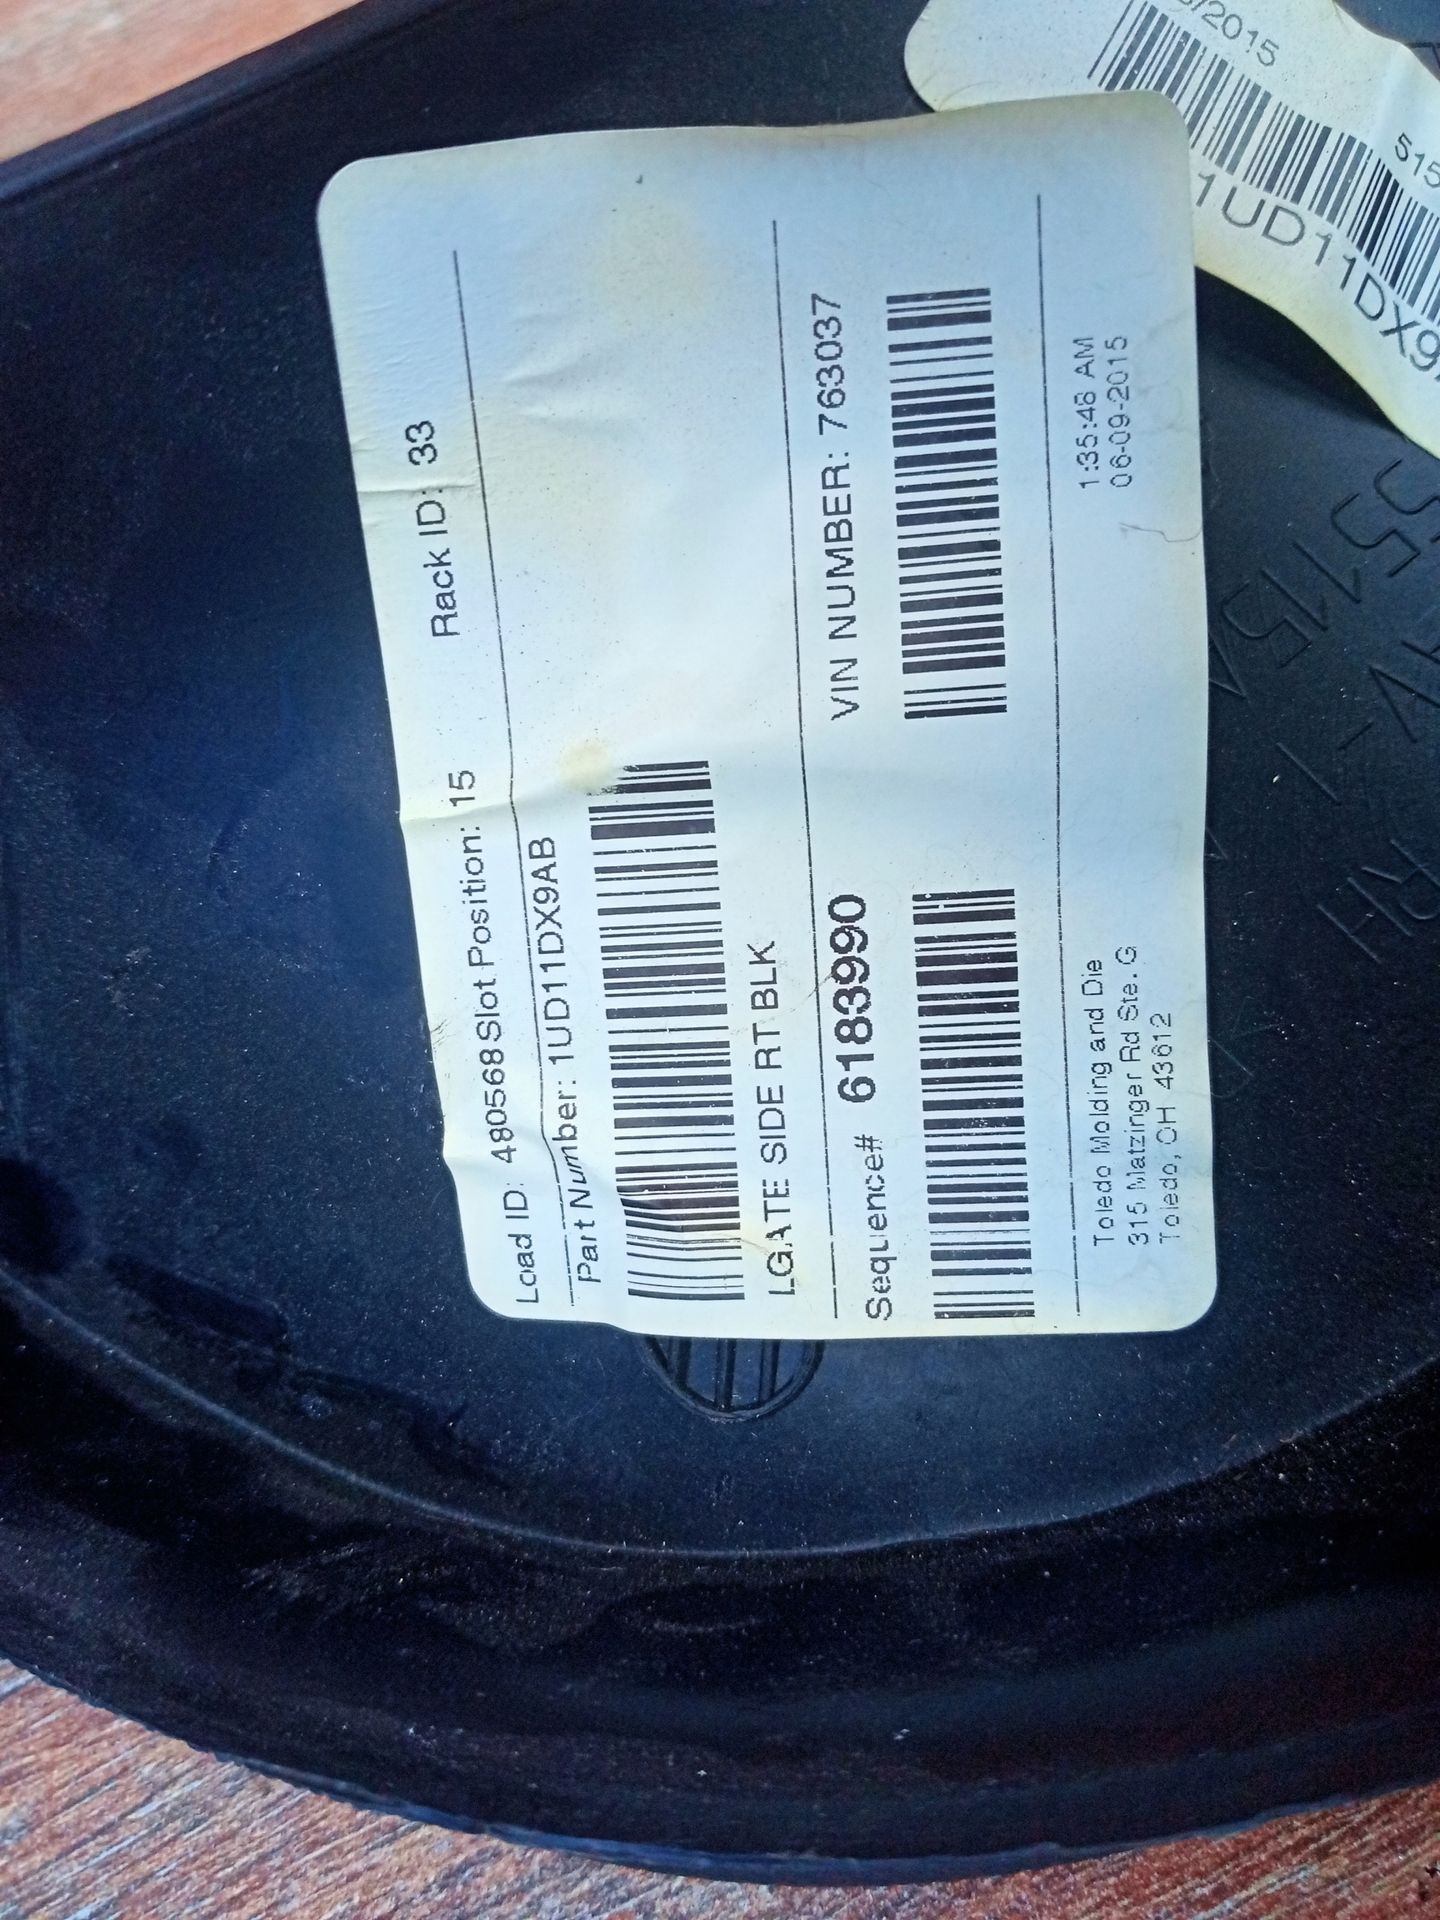 Load ID: 480568 Slot Position: 15 Rack ID: 33
Part Number: 1UD11DX9AB
LGATE SIDE RT BLK
Sequence# 6183990 VIN NUMBER: 763037
Toledo Molding and Die 1:35:48 AM
315 Matzinger Rd Ste. G 06-09-2015
Toledo, OH 43612
/2015
515
1UD11DX9
RH